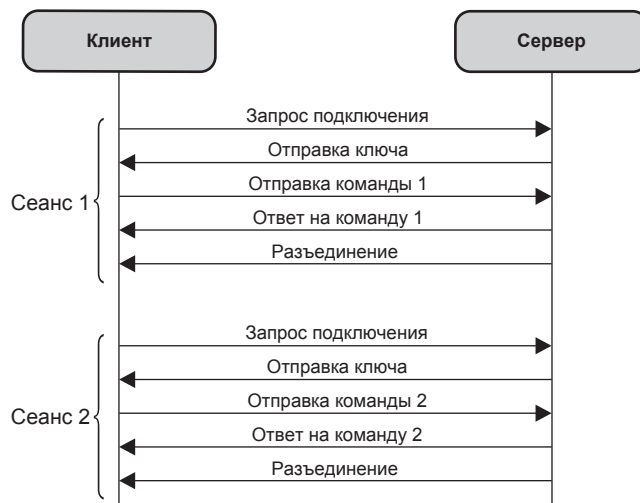 Клиент
Сервер
Запрос подключения
Отправка ключа
Отправка команды 1
Сеанс 1
Ответ на команду 1
Разъединение
Запрос подключения
Отправка ключа
Отправка команды 2
Сеанс 2
Ответ на команду 2
Разъединение